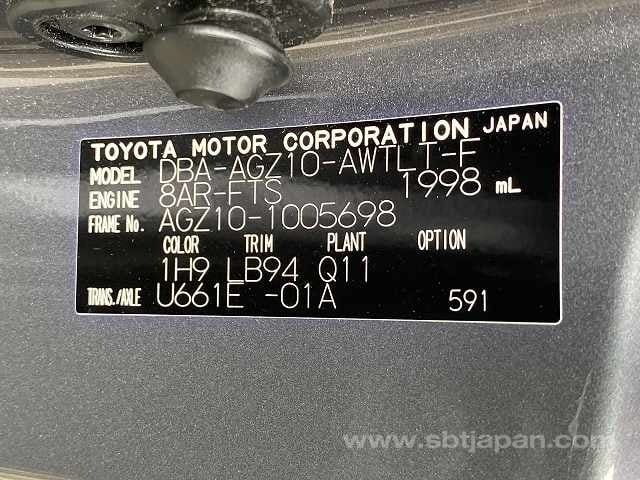 TOYOTA MOTOR CORPORATION JAPAN
MODEL DBA-AGZ10-AWTLT-F
ENGINE 8AR-FTS 1998 mL
FRAME No. AGZ10-1005698
COLOR TRIM PLANT OPTION
1H9 LB94 Q11
TRANS./AXLE U661E -01A 591
www.sbtjapan.com